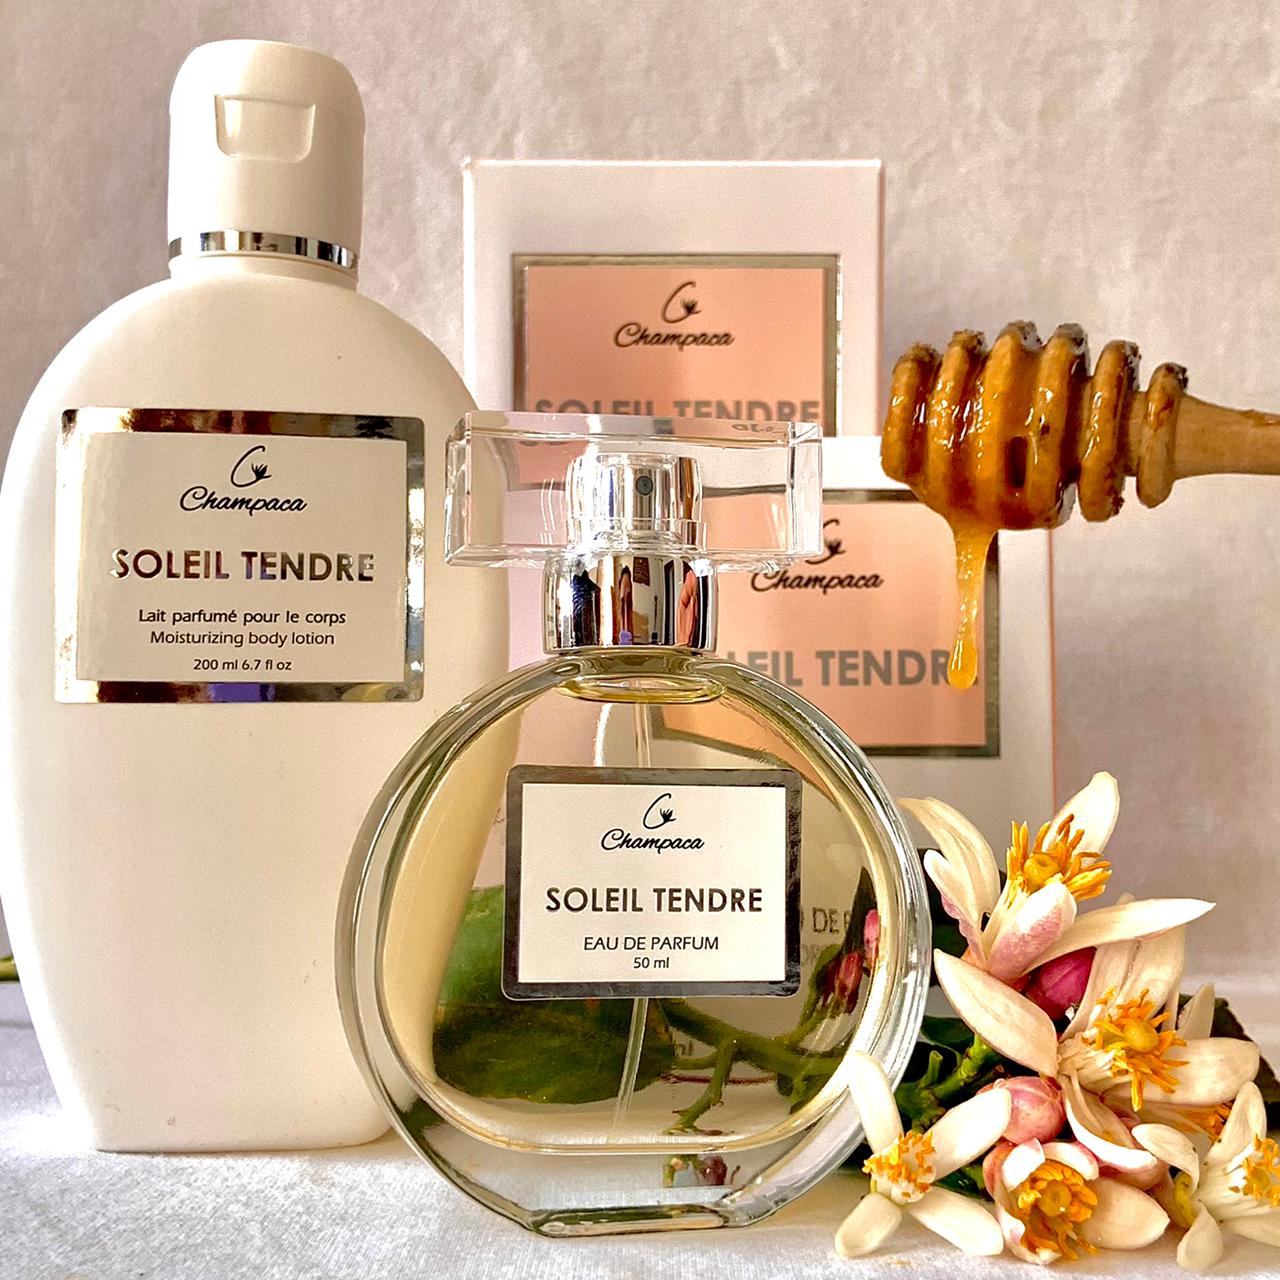 Champaca
SOLEIL TENDRE
Lait parfumé pour le corps
Moisturizing body lotion
200 ml 6.7 fl oz
Champaca
SOLEIL TENDRE
Champaca
SOLEIL TENDRE
EAU DE PARFUM
50 ml
Champaca
TENDRE